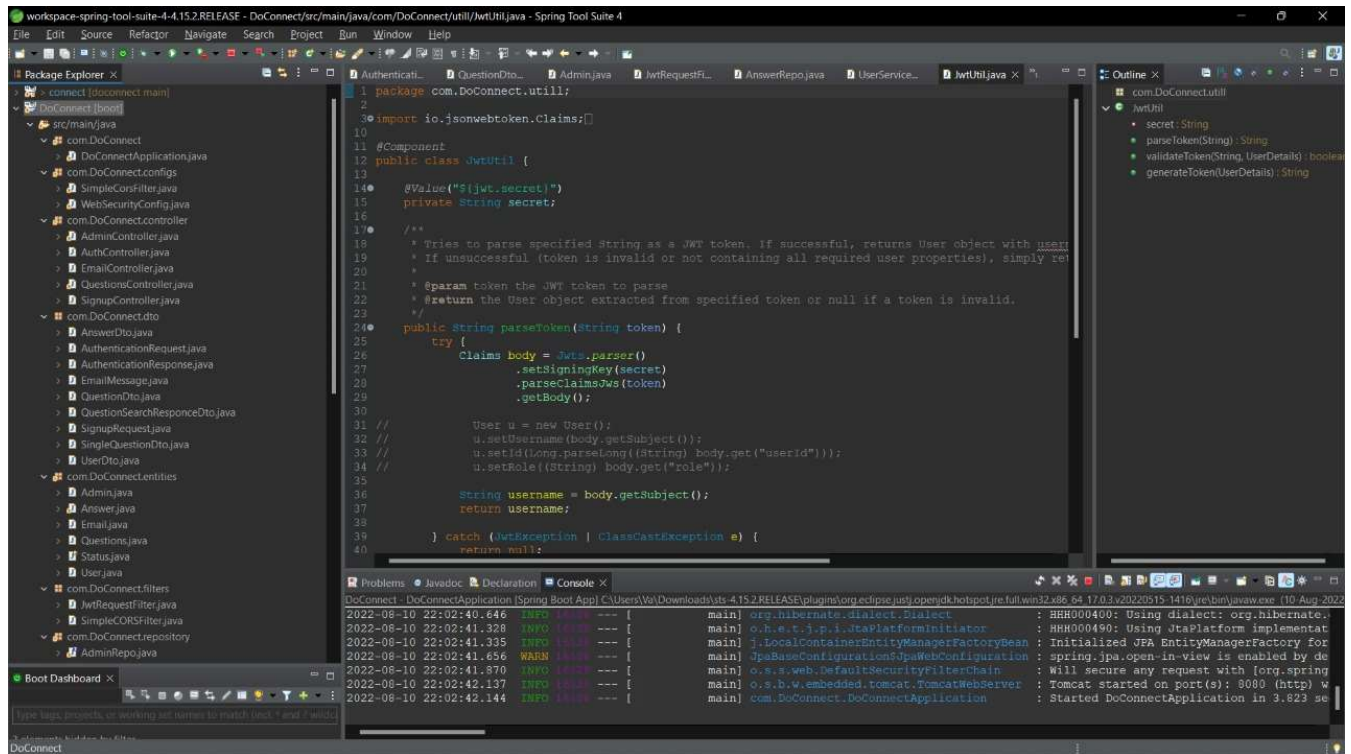 workspace-spring-tool-suite-4-4.15.2.RELEASE - DoConnect/src/main/java/com/DoConnect/utill/JwtUtil.java - Spring Tool Suite 4
File Edit Source Refactor Navigate Search Project Run Window Help
Package Explorer
> connect [doconnect main]
DoConnect [boot]
src/main/java
com.DoConnect
DoConnectApplication.java
com.DoConnect.configs
SimpleCorsFilter.java
WebSecurityConfig.java
com.DoConnect.controller
AdminController.java
AuthController.java
EmailController.java
QuestionsController.java
SignupController.java
com.DoConnect.dto
AnswerDto.java
AuthenticationRequest.java
AuthenticationResponse.java
EmailMessage.java
QuestionDto.java
QuestionSearchResponceDto.java
SignupRequest.java
SingleQuestionDto.java
UserDto.java
com.DoConnect.entities
Admin.java
Answer.java
Email.java
Questions.java
Status.java
User.java
com.DoConnect.filters
JwtRequestFilter.java
SimpleCORSFilter.java
com.DoConnect.repository
AdminRepo.java
Boot Dashboard
Type tags, projects, or working set names to match (incl. * and ? wildc
DoConnect
Authenticati... QuestionDto... Admin.java JwtRequestFi... AnswerRepo.java UserService... JwtUtil.java
1 package com.DoConnect.utill;
2
3 import io.jsonwebtoken.Claims;
10
11 @Component
12 public class JwtUtil {
13
14 @Value("${jwt.secret}")
15 private String secret;
16
17 /**
18 * Tries to parse specified String as a JWT token. If successful, returns User object with usern
19 * If unsuccessful (token is invalid or not containing all required user properties), simply ret
20 *
21 * @param token the JWT token to parse
22 * @return the User object extracted from specified token or null if a token is invalid.
23 */
24 public String parseToken(String token) {
25 try {
26 Claims body = Jwts.parser()
27 .setSigningKey(secret)
28 .parseClaimsJws(token)
29 .getBody();
30
31 // User u = new User();
32 // u.setUsername(body.getSubject());
33 // u.setId(Long.parseLong((String) body.get("userId")));
34 // u.setRole((String) body.get("role"));
35
36 String username = body.getSubject();
37 return username;
38
39 } catch (JwtException | ClassCastException e) {
40 return null;
Outline
com.DoConnect.utill
JwtUtil
secret : String
parseToken(String) : String
validateToken(String, UserDetails) : boolean
generateToken(UserDetails) : String
Problems Javadoc Declaration Console
DoConnect - DoConnectApplication [Spring Boot App] C:\Users\Va\Downloads\sts-4.15.2.RELEASE\plugins\org.eclipse.justj.openjdk.hotspot.jre.full.win32.x86_64_17.0.3.v20220515-1416\jre\bin\javaw.exe (10-Aug-2022
2022-08-10 22:02:40.646 INFO --- [ main] org.hibernate.dialect.Dialect : HHH000400: Using dialect: org.hibernate.
2022-08-10 22:02:41.328 INFO --- [ main] o.h.e.t.j.p.i.JtaPlatformInitiator : HHH000490: Using JtaPlatform implementat
2022-08-10 22:02:41.335 INFO --- [ main] j.LocalContainerEntityManagerFactoryBean : Initialized JPA EntityManagerFactory for
2022-08-10 22:02:41.656 WARN --- [ main] JpaBaseConfiguration$JpaWebConfiguration : spring.jpa.open-in-view is enabled by de
2022-08-10 22:02:41.870 INFO --- [ main] o.s.s.web.DefaultSecurityFilterChain : Will secure any request with [org.spring
2022-08-10 22:02:42.137 INFO --- [ main] o.s.b.w.embedded.tomcat.TomcatWebServer : Tomcat started on port(s): 8080 (http) w
2022-08-10 22:02:42.144 INFO --- [ main] com.DoConnect.DoConnectApplication : Started DoConnectApplication in 3.823 se